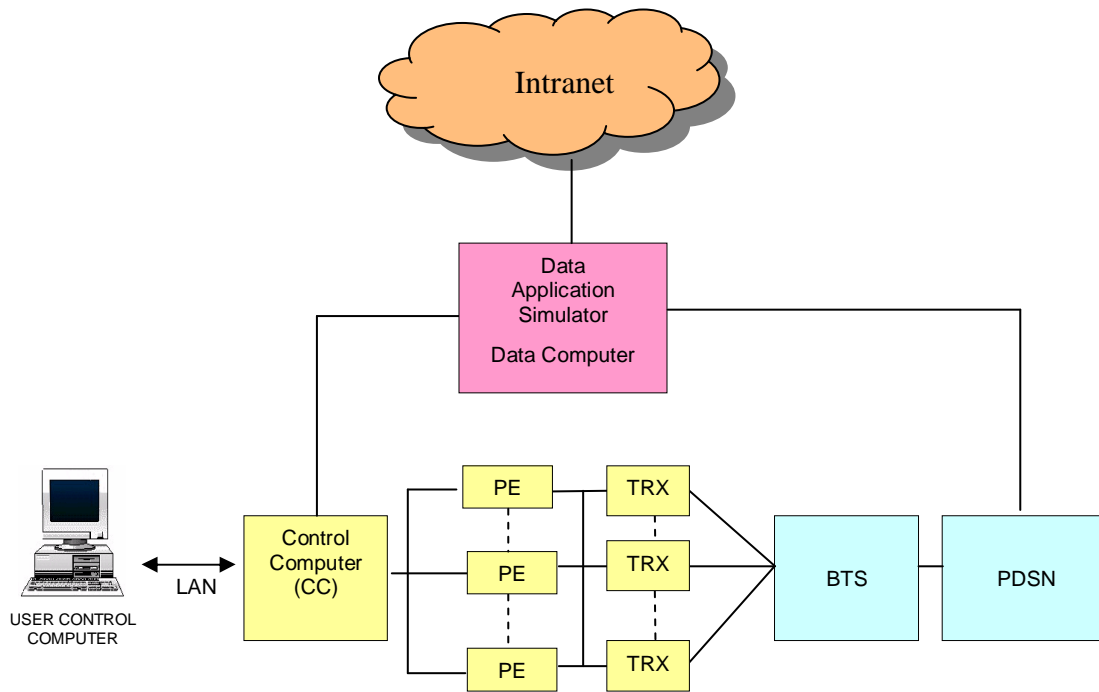 Intranet
Data
Application
Simulator
Data Computer
PE
TRX
Control
Computer
(CC)
PE
TRX
BTS
PDSN
LAN
USER CONTROL
COMPUTER
PE
TRX